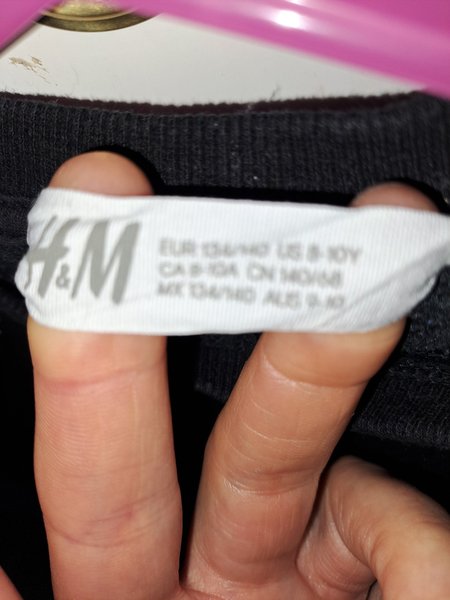 H&M
EUR 134/140 US 8-10Y
CA 8-10A CN 140/68
MX 134/140 AUS 9-10